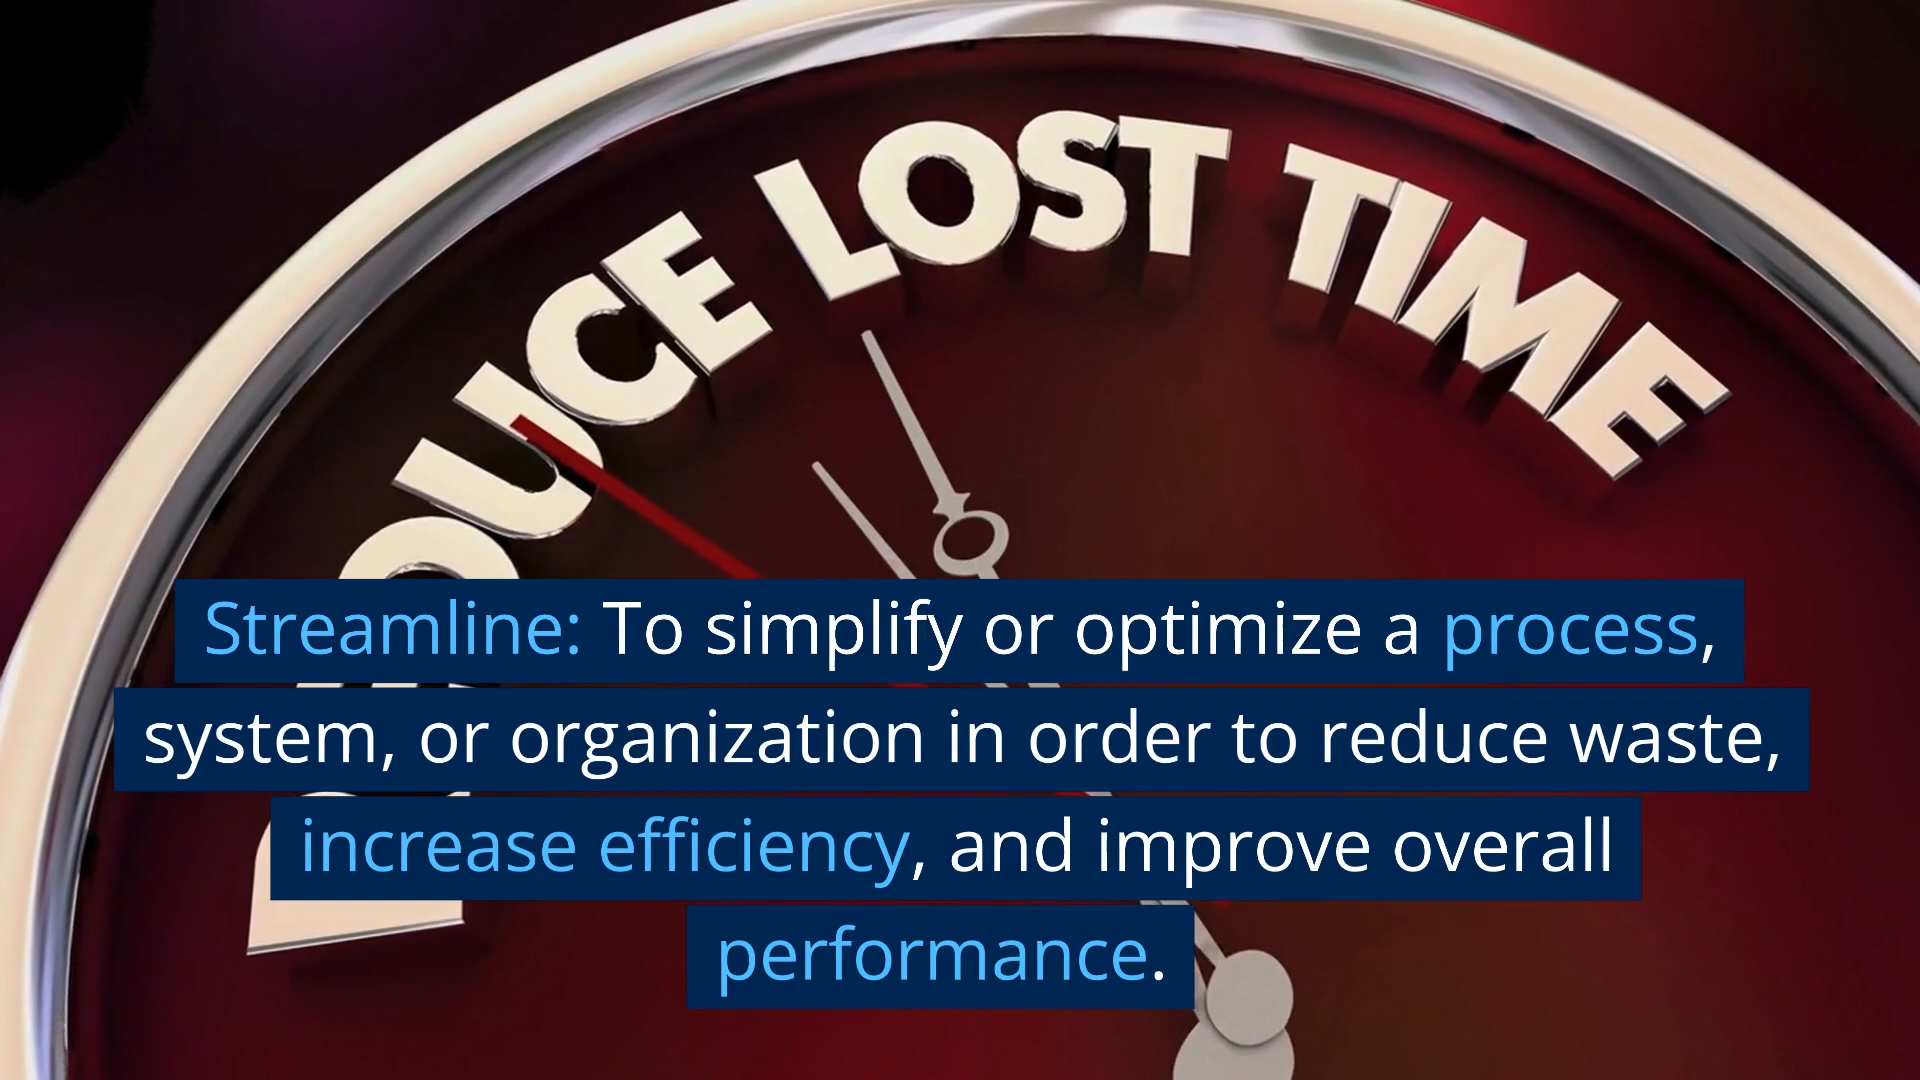 REDUCE LOST TIME
Streamline: To simplify or optimize a process,
system, or organization in order to reduce waste,
increase efficiency, and improve overall
performance.